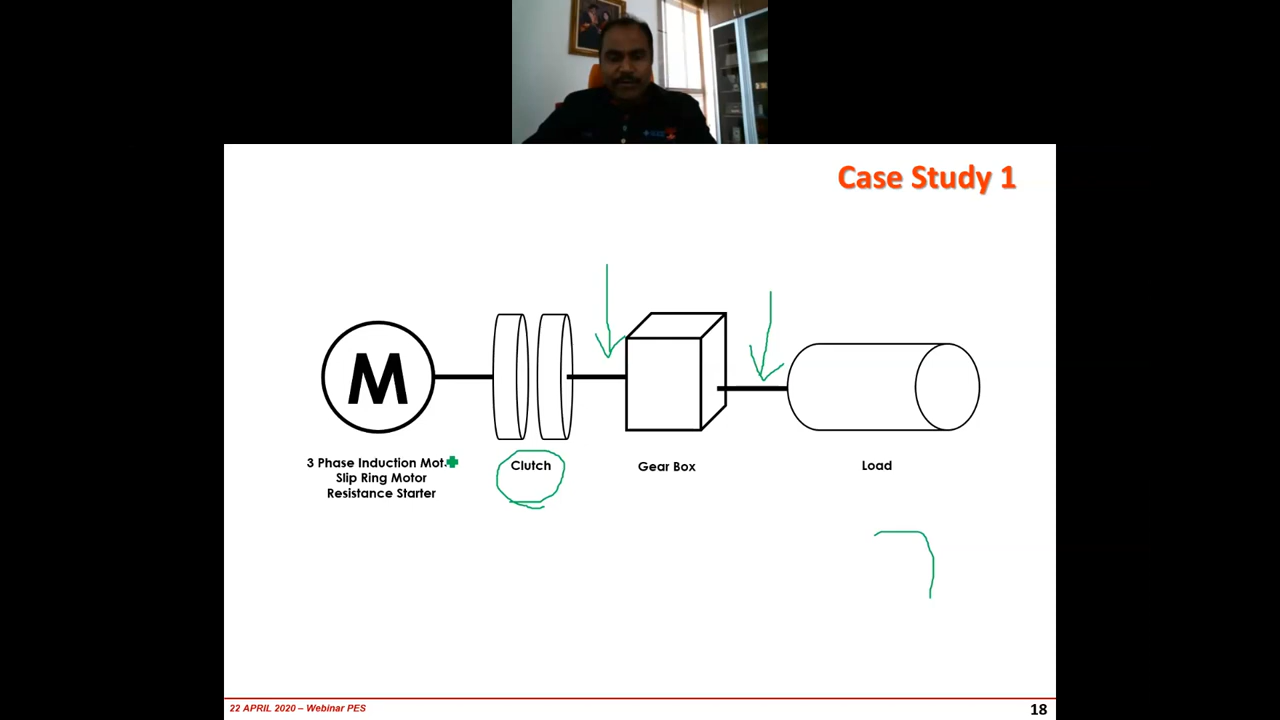 Case Study 1
M
3 Phase Induction Mot.
Slip Ring Motor
Resistance Starter
Clutch
Gear Box
Load
22 APRIL 2020 – Webinar PES
18